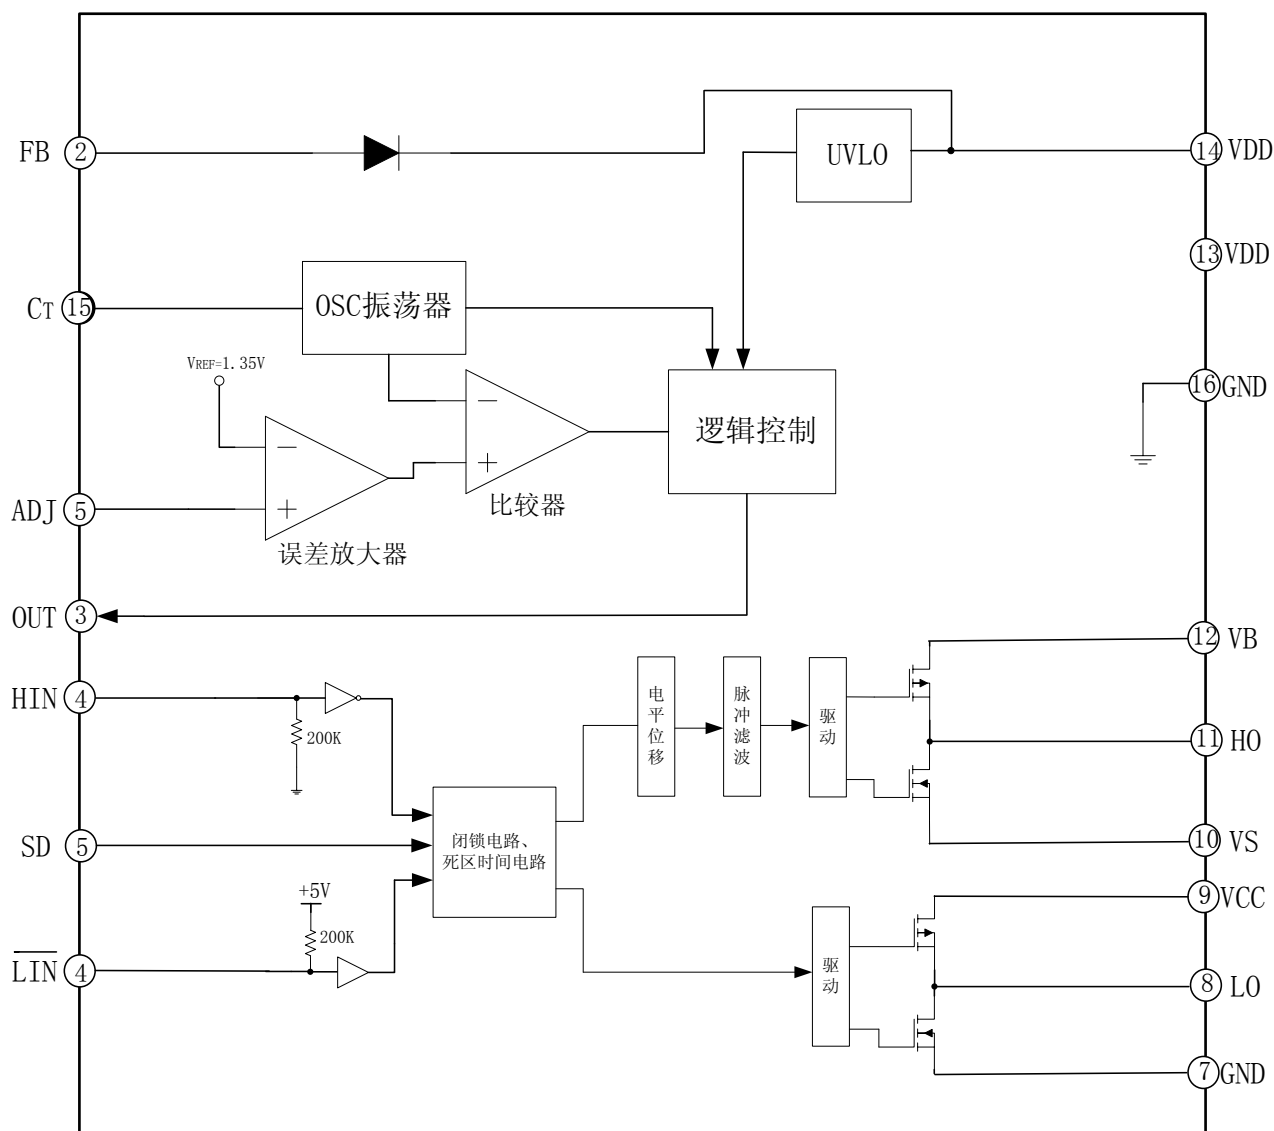 FB 2
UVLO
14 VDD
13 VDD
CT 15
OSC振荡器
VREF=1.35V
16 GND
−
+
逻辑控制
−
+
比较器
ADJ 5
误差放大器
OUT 3
12 VB
HIN 4
200K
电平位移
脉冲滤波
驱动
11 HO
SD 5
闭锁电路、
死区时间电路
10 VS
+5V
9 VCC
200K
L̅I̅N̅ 4
驱动
8 LO
7 GND